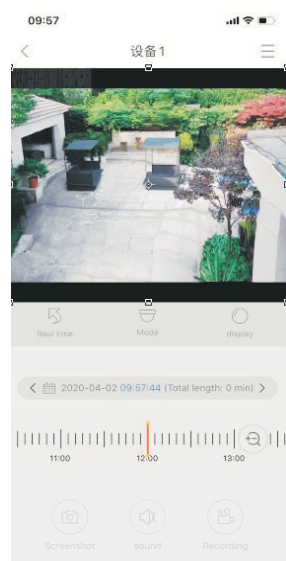 09:57
设备1
Real time
Mode
display
2020-04-02 09:57:44 (Total length: 0 min)
11:00
12:00
13:00
Screenshot
sound
Recording